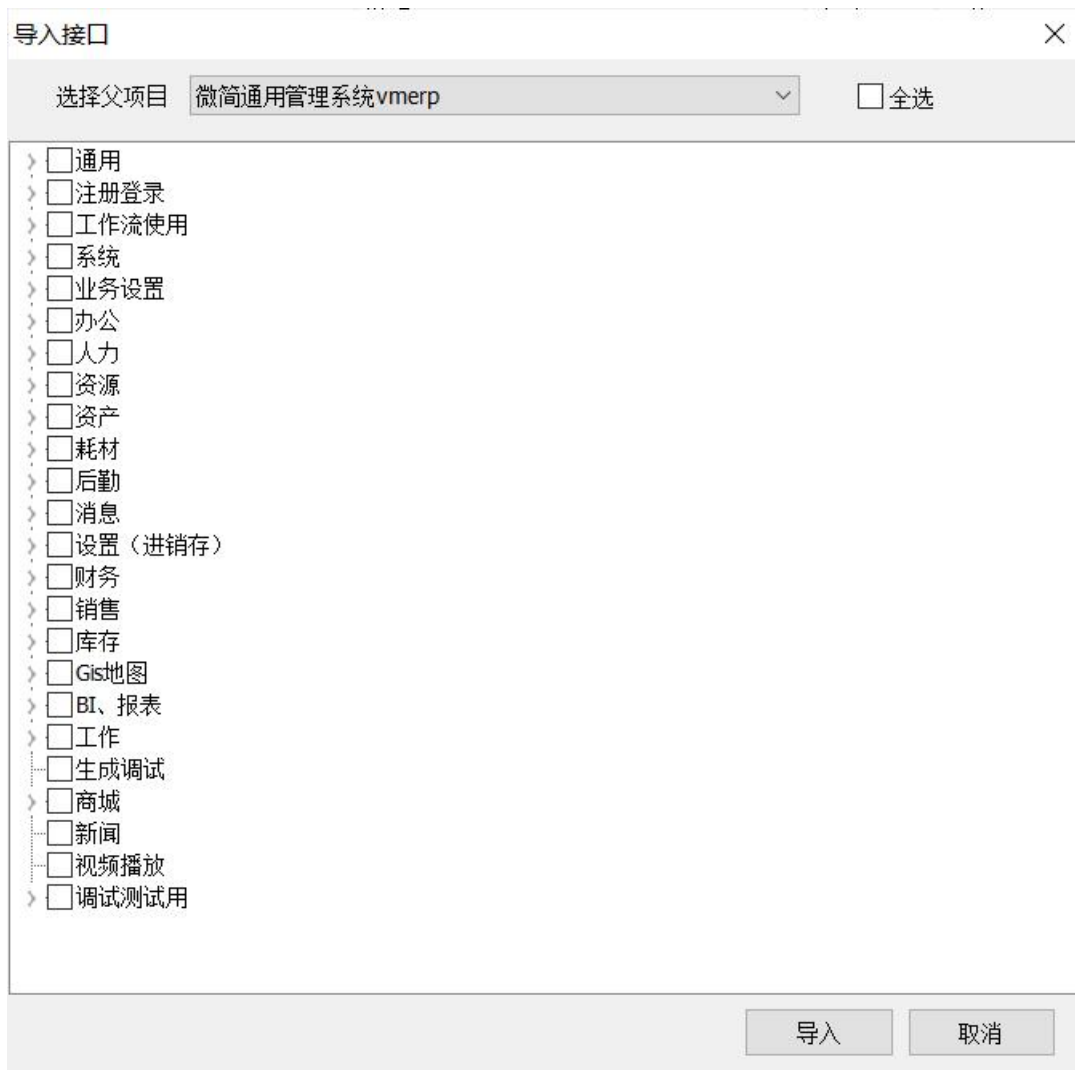 导入接口
选择父项目 微简通用管理系统vmerp 全选
通用
注册登录
工作流使用
系统
业务设置
办公
人力
资源
资产
耗材
后勤
消息
设置（进销存）
财务
销售
库存
Gis地图
BI、报表
工作
生成调试
商城
新闻
视频播放
调试测试用
导入 取消